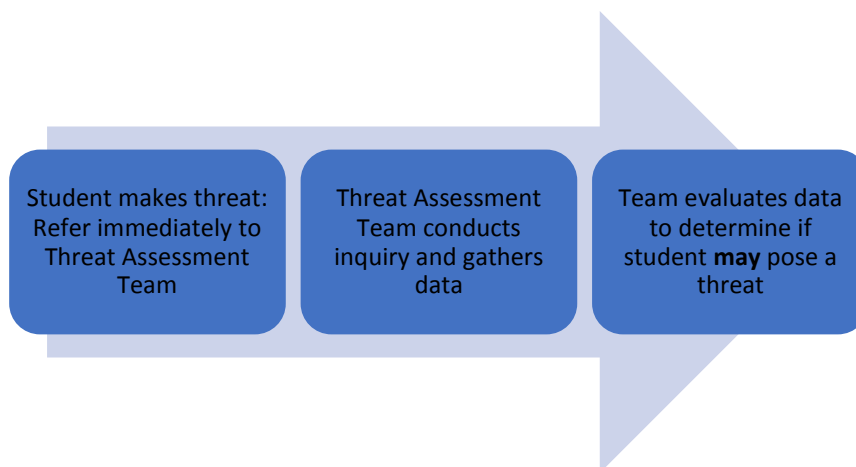 Student makes threat:
Refer immediately to
Threat Assessment
Team
Threat Assessment
Team conducts
inquiry and gathers
data
Team evaluates data
to determine if
student may pose a
threat